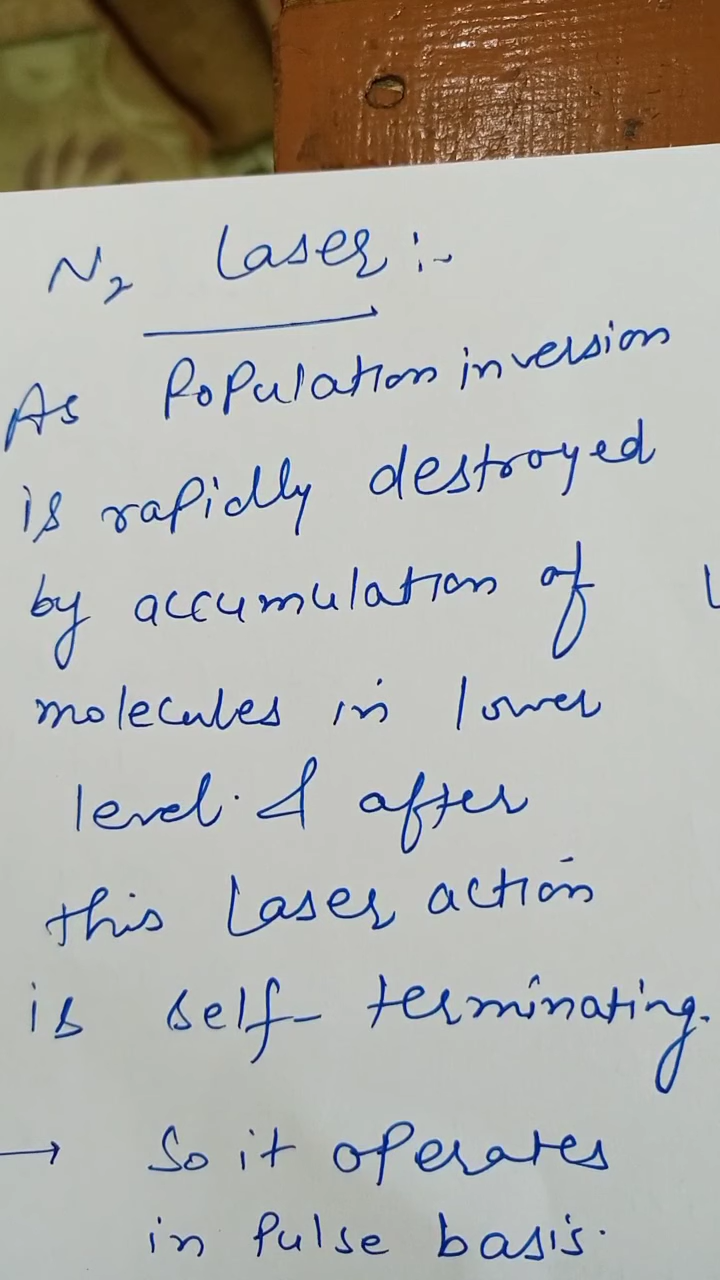 N₂ Laser :-
As Population inversion
is rapidly destroyed
by accumulation of
molecules in lower
level. & after
this Laser action
is self- terminating.
→ So it operates
in Pulse basis.